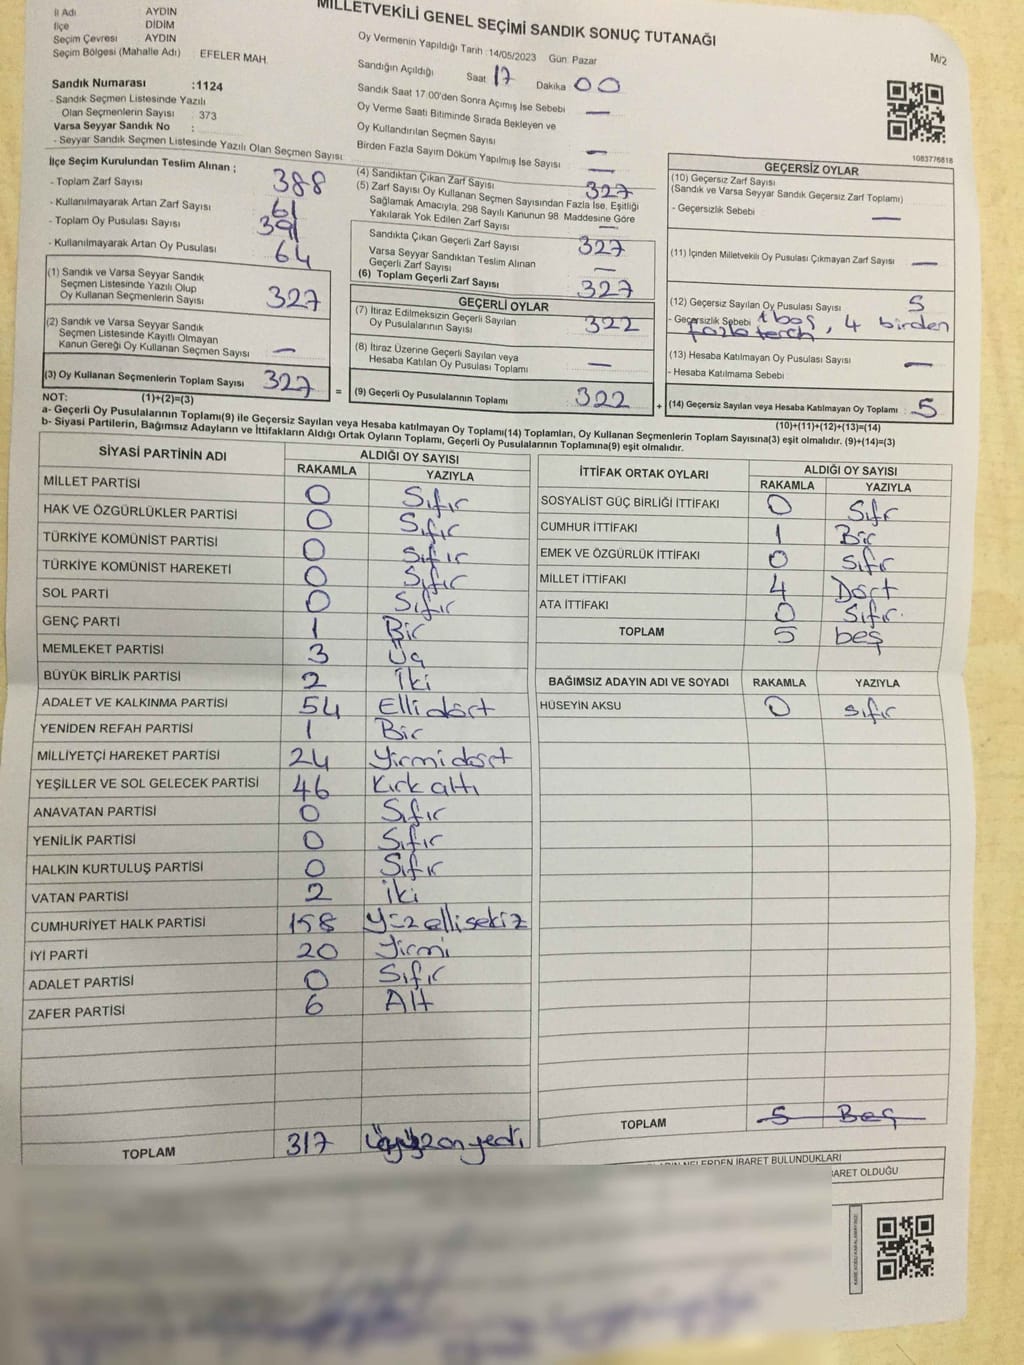 MİLLETVEKİLİ GENEL SEÇİMİ SANDIK SONUÇ TUTANAĞI
M/2
İl Adı AYDIN
İlçe DİDİM
Seçim Çevresi AYDIN
Seçim Bölgesi (Mahalle Adı) EFELER MAH.
Sandık Numarası :1124
- Sandık Seçmen Listesinde Yazılı
Olan Seçmenlerin Sayısı : 373
Varsa Seyyar Sandık No :
- Seyyar Sandık Seçmen Listesinde Yazılı Olan Seçmen Sayısı
Oy Vermenin Yapıldığı Tarih :14/05/2023 Gün: Pazar
Sandığın Açıldığı Saat 17 Dakika 00
Sandık Saat 17:00'den Sonra Açımış İse Sebebi —
Oy Verme Saati Bitiminde Sırada Bekleyen ve
Oy Kullandırılan Seçmen Sayısı —
Birden Fazla Sayım Döküm Yapılmış İse Sayısı —
1083776818
İlçe Seçim Kurulundan Teslim Alınan ;
- Toplam Zarf Sayısı 388
- Kullanılmayarak Artan Zarf Sayısı 61
- Toplam Oy Pusulası Sayısı 391
- Kullanılmayarak Artan Oy Pusulası 64
(1) Sandık ve Varsa Seyyar Sandık
Seçmen Listesinde Yazılı Olup
Oy Kullanan Seçmenlerin Sayısı 327
(2) Sandık ve Varsa Seyyar Sandık
Seçmen Listesinde Kayıtlı Olmayan
Kanun Gereği Oy Kullanan Seçmen Sayısı —
(3) Oy Kullanan Seçmenlerin Toplam Sayısı 327
(4) Sandıktan Çıkan Zarf Sayısı 327
(5) Zarf Sayısı Oy Kullanan Seçmen Sayısından Fazla İse, Eşitliği
Sağlamak Amacıyla, 298 Sayılı Kanunun 98. Maddesine Göre
Yakılarak Yok Edilen Zarf Sayısı —
Sandıkta Çıkan Geçerli Zarf Sayısı 327
Varsa Seyyar Sandıktan Teslim Alınan
Geçerli Zarf Sayısı —
(6) Toplam Geçerli Zarf Sayısı 327
GEÇERLİ OYLAR
(7) İtiraz Edilmeksizin Geçerli Sayılan
Oy Pusulalarının Sayısı 322
(8) İtiraz Üzerine Geçerli Sayılan veya
Hesaba Katılan Oy Pusulası Toplamı —
= (9) Geçerli Oy Pusulalarının Toplamı 322
GEÇERSİZ OYLAR
(10) Geçersiz Zarf Sayısı
(Sandık ve Varsa Seyyar Sandık Geçersiz Zarf Toplamı)
- Geçersizlik Sebebi —
(11) İçinden Milletvekili Oy Pusulası Çıkmayan Zarf Sayısı —
(12) Geçersiz Sayılan Oy Pusulası Sayısı 5
- Geçersizlik Sebebi 1 boş, 4 birden
fazla tercih
(13) Hesaba Katılmayan Oy Pusulası Sayısı —
- Hesaba Katılmama Sebebi
+ (14) Geçersiz Sayılan veya Hesaba Katılmayan Oy Toplamı : 5
NOT: (1)+(2)=(3)
(10)+(11)+(12)+(13)=(14)
a- Geçerli Oy Pusulalarının Toplamı(9) ile Geçersiz Sayılan veya Hesaba katılmayan Oy Toplamı(14) Toplamları, Oy Kullanan Seçmenlerin Toplam Sayısına(3) eşit olmalıdır. (9)+(14)=(3)
b- Siyasi Partilerin, Bağımsız Adayların ve İttifakların Aldığı Ortak Oyların Toplamı, Geçerli Oy Pusulalarının Toplamına(9) eşit olmalıdır.
SİYASİ PARTİNİN ADI ALDIĞI OY SAYISI
RAKAMLA YAZIYLA
MİLLET PARTİSİ 0 Sıfır
HAK VE ÖZGÜRLÜKLER PARTİSİ 0 Sıfır
TÜRKİYE KOMÜNİST PARTİSİ 0 Sıfır
TÜRKİYE KOMÜNİST HAREKETİ 0 Sıfır
SOL PARTİ 0 Sıfır
GENÇ PARTİ 1 Bir
MEMLEKET PARTİSİ 3 Üç
BÜYÜK BİRLİK PARTİSİ 2 İki
ADALET VE KALKINMA PARTİSİ 54 Elli dört
YENİDEN REFAH PARTİSİ 1 Bir
MİLLİYETÇİ HAREKET PARTİSİ 24 Yirmi dört
YEŞİLLER VE SOL GELECEK PARTİSİ 46 Kırk altı
ANAVATAN PARTİSİ 0 Sıfır
YENİLİK PARTİSİ 0 Sıfır
HALKIN KURTULUŞ PARTİSİ 0 Sıfır
VATAN PARTİSİ 2 İki
CUMHURİYET HALK PARTİSİ 158 Yüz elli sekiz
İYİ PARTİ 20 Yirmi
ADALET PARTİSİ 0 Sıfır
ZAFER PARTİSİ 6 Altı
TOPLAM 317 üçyüz on yedi
İTTİFAK ORTAK OYLARI ALDIĞI OY SAYISI
RAKAMLA YAZIYLA
SOSYALİST GÜÇ BİRLİĞİ İTTİFAKI 0 Sıfır
CUMHUR İTTİFAKI 1 Bir
EMEK VE ÖZGÜRLÜK İTTİFAKI 0 Sıfır
MİLLET İTTİFAKI 4 Dört
ATA İTTİFAKI 0 Sıfır
TOPLAM 5 beş
BAĞIMSIZ ADAYIN ADI VE SOYADI RAKAMLA YAZIYLA
HÜSEYİN AKSU 0 sıfır
TOPLAM 5 Beş
NELERDEN İBARET BULUNDUKLARI
BARET OLDUĞU